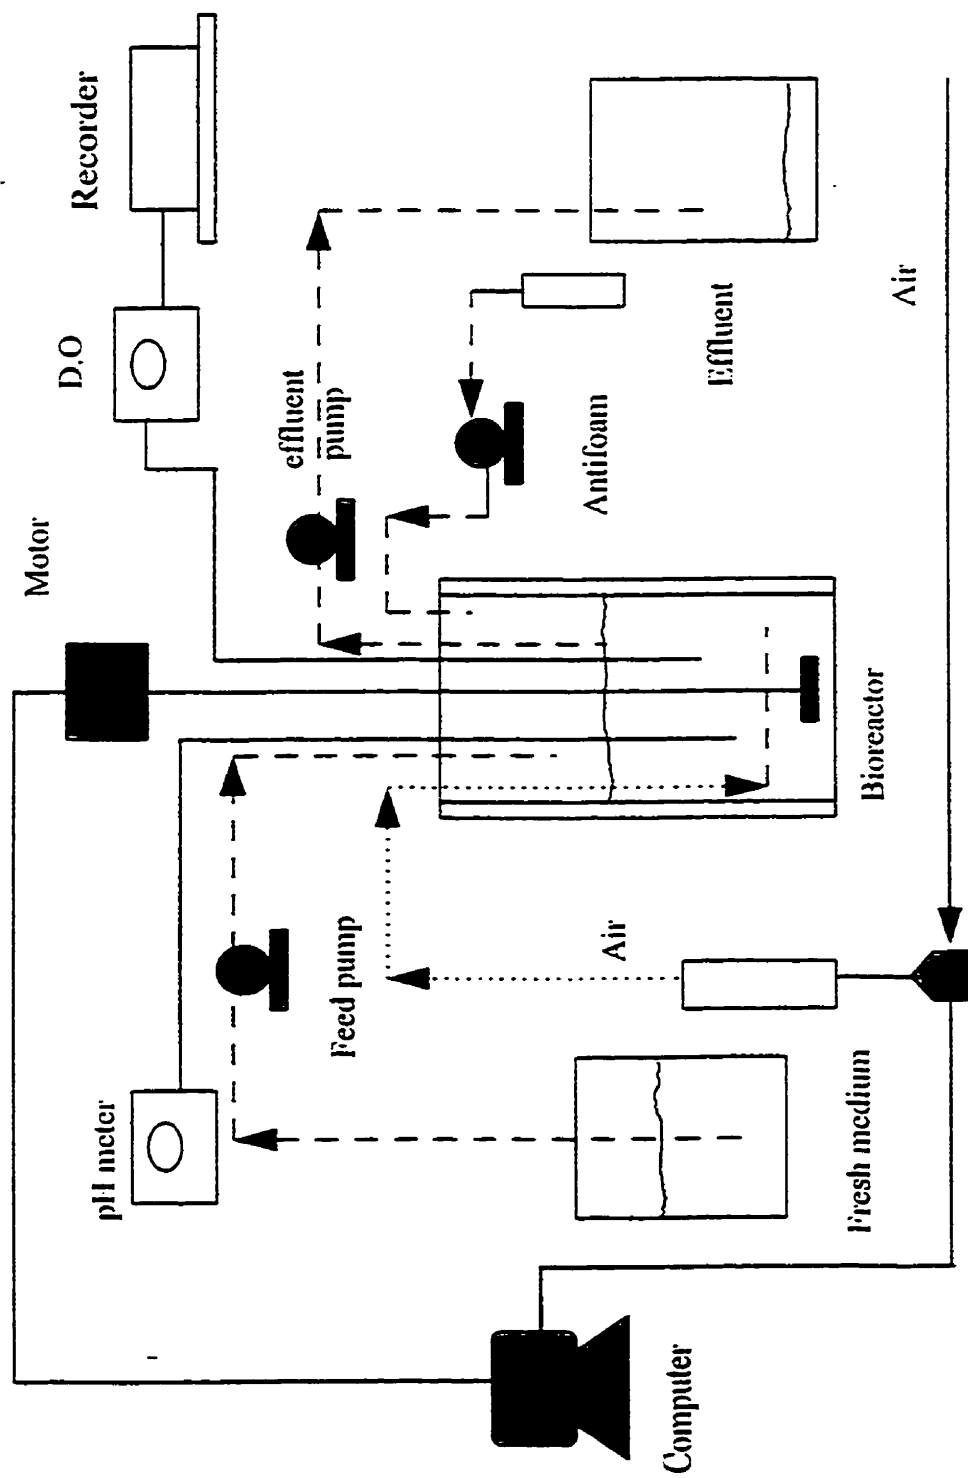 Motor
D.O
Recorder
pH meter
effluent
pump
Feed pump
Air
Antifoam
Effluent
Computer
Fresh medium
Bioreactor
Air